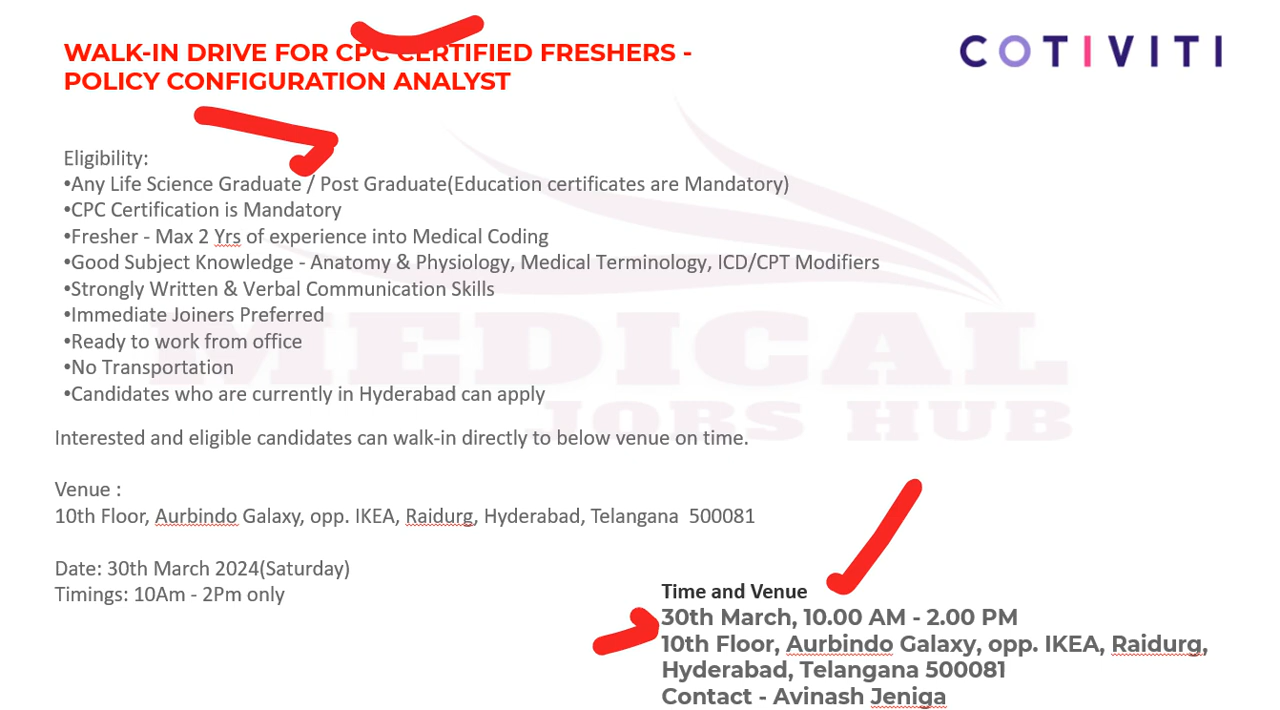 WALK-IN DRIVE FOR CPC CERTIFIED FRESHERS -
POLICY CONFIGURATION ANALYST
COTIVITI
Eligibility:
•Any Life Science Graduate / Post Graduate(Education certificates are Mandatory)
•CPC Certification is Mandatory
•Fresher - Max 2 Yrs of experience into Medical Coding
•Good Subject Knowledge - Anatomy & Physiology, Medical Terminology, ICD/CPT Modifiers
•Strongly Written & Verbal Communication Skills
•Immediate Joiners Preferred
•Ready to work from office
•No Transportation
•Candidates who are currently in Hyderabad can apply
MEDICAL
JOBS HUB
Interested and eligible candidates can walk-in directly to below venue on time.
Venue :
10th Floor, Aurbindo Galaxy, opp. IKEA, Raidurg, Hyderabad, Telangana 500081
Date: 30th March 2024(Saturday)
Timings: 10Am - 2Pm only
Time and Venue
30th March, 10.00 AM - 2.00 PM
10th Floor, Aurbindo Galaxy, opp. IKEA, Raidurg,
Hyderabad, Telangana 500081
Contact - Avinash Jeniga